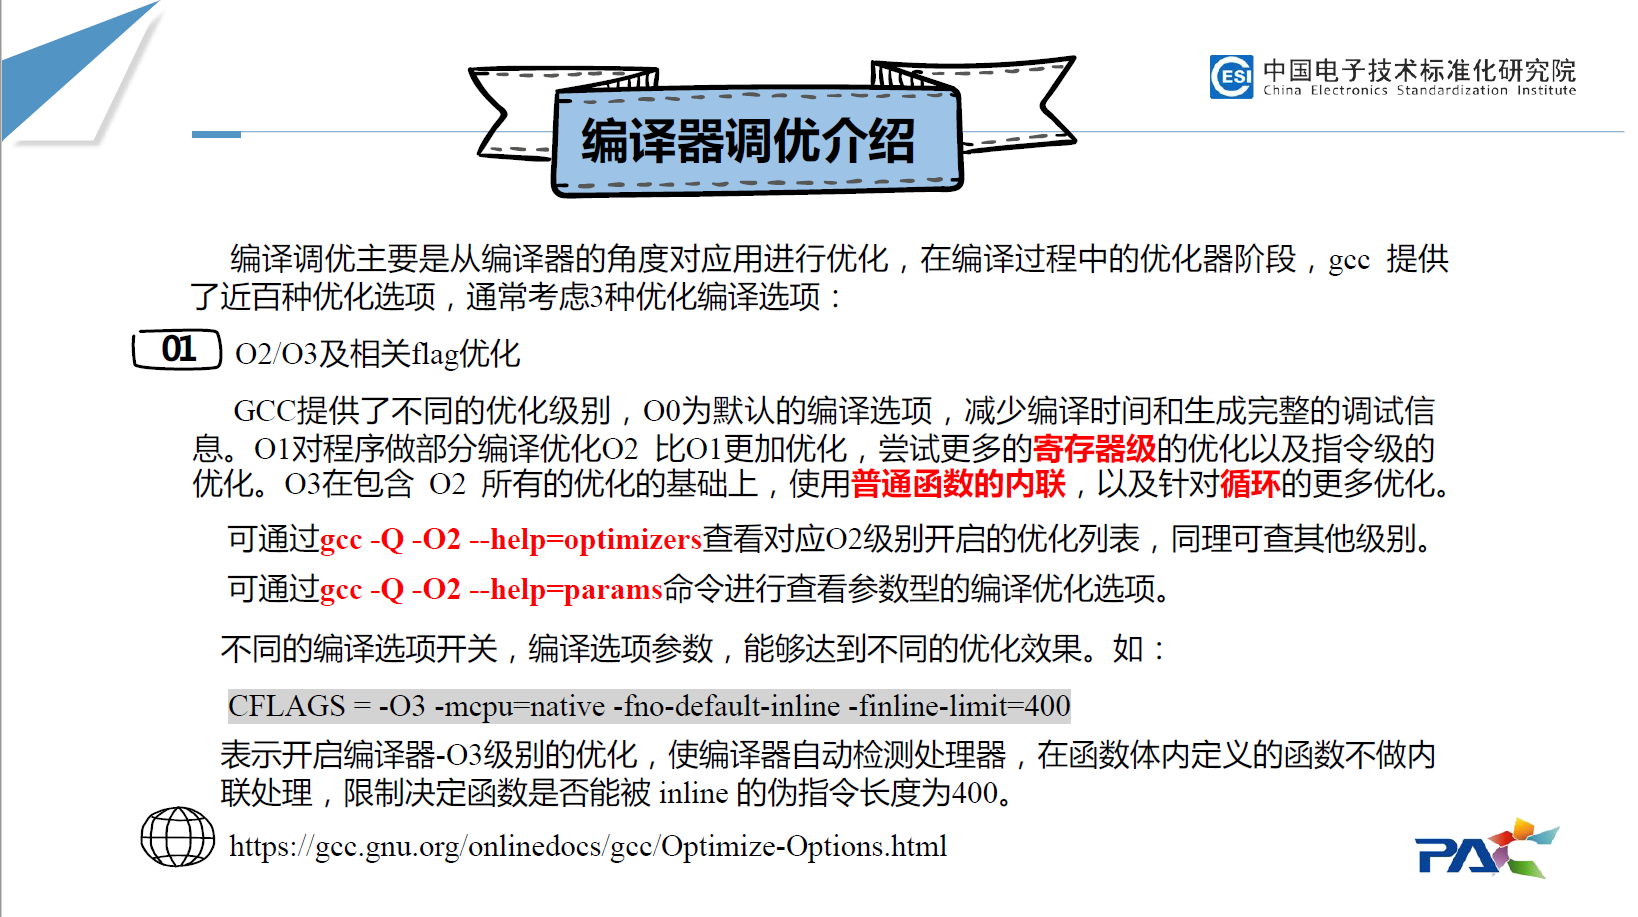 中国电子技术标准化研究院
CESI
China Electronics Standardization Institute
编译器调优介绍
编译调优主要是从编译器的角度对应用进行优化，在编译过程中的优化器阶段，gcc 提供
了近百种优化选项，通常考虑3种优化编译选项：
01
O2/O3及相关flag优化
GCC提供了不同的优化级别，O0为默认的编译选项，减少编译时间和生成完整的调试信
息。O1对程序做部分编译优化O2 比O1更加优化，尝试更多的寄存器级的优化以及指令级的
优化。O3在包含 O2 所有的优化的基础上，使用普通函数的内联，以及针对循环的更多优化。
可通过gcc -Q -O2 --help=optimizers查看对应O2级别开启的优化列表，同理可查其他级别。
可通过gcc -Q -O2 --help=params命令进行查看参数型的编译优化选项。
不同的编译选项开关，编译选项参数，能够达到不同的优化效果。如：
CFLAGS = -O3 -mcpu=native -fno-default-inline -finline-limit=400
表示开启编译器-O3级别的优化，使编译器自动检测处理器，在函数体内定义的函数不做内
联处理，限制决定函数是否能被 inline 的伪指令长度为400。
https://gcc.gnu.org/onlinedocs/gcc/Optimize-Options.html
PAC